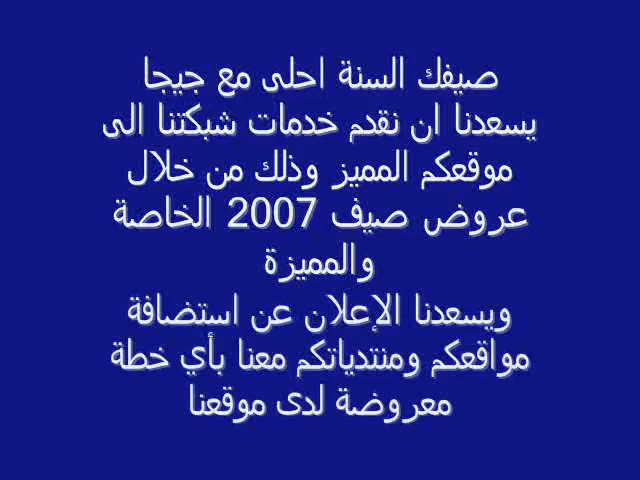 صيفك السنة احلى مع جيجا
يسعدنا ان نقدم خدمات شبكتنا الى
موقعكم المميز وذلك من خلال
عروض صيف 2007 الخاصة
والمميزة
ويسعدنا الإعلان عن استضافة
مواقعكم ومنتدياتكم معنا بأي خطة
معروضة لدى موقعنا